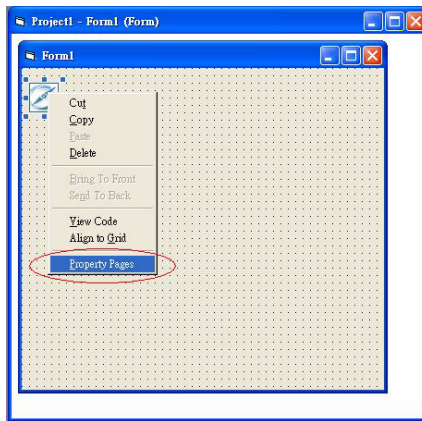 Project1 - Form1 (Form)
Form1
Cut
Copy
Paste
Delete
Bring To Front
Send To Back
View Code
Align to Grid
Property Pages